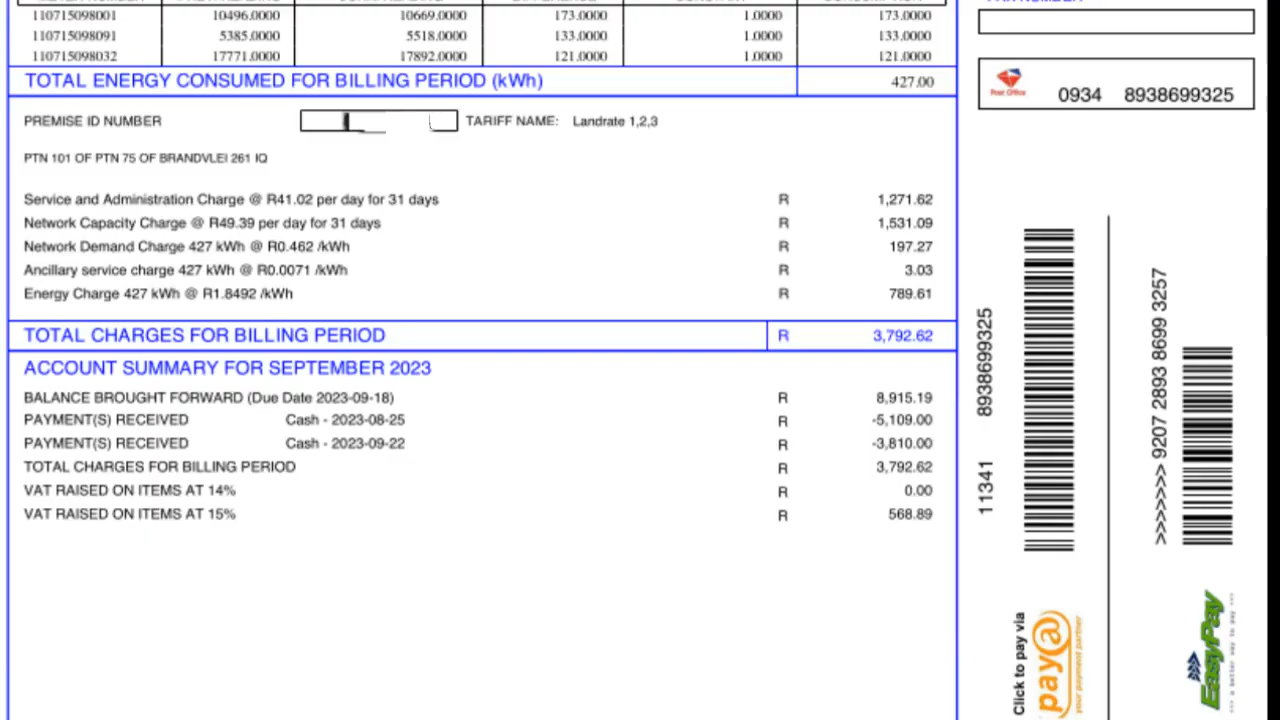 110715098001 10496.0000 10669.0000 173.0000 1.0000 173.0000
110715098091 5385.0000 5518.0000 133.0000 1.0000 133.0000
110715098032 17771.0000 17892.0000 121.0000 1.0000 121.0000
TOTAL ENERGY CONSUMED FOR BILLING PERIOD (kWh) 427.00
PREMISE ID NUMBER TARIFF NAME: Landrate 1,2,3
PTN 101 OF PTN 75 OF BRANDVLEI 261 IQ
Service and Administration Charge @ R41.02 per day for 31 days R 1,271.62
Network Capacity Charge @ R49.39 per day for 31 days R 1,531.09
Network Demand Charge 427 kWh @ R0.462 /kWh R 197.27
Ancillary service charge 427 kWh @ R0.0071 /kWh R 3.03
Energy Charge 427 kWh @ R1.8492 /kWh R 789.61
TOTAL CHARGES FOR BILLING PERIOD R 3,792.62
ACCOUNT SUMMARY FOR SEPTEMBER 2023
BALANCE BROUGHT FORWARD (Due Date 2023-09-18) R 8,915.19
PAYMENT(S) RECEIVED Cash - 2023-08-25 R -5,109.00
PAYMENT(S) RECEIVED Cash - 2023-09-22 R -3,810.00
TOTAL CHARGES FOR BILLING PERIOD R 3,792.62
VAT RAISED ON ITEMS AT 14% R 0.00
VAT RAISED ON ITEMS AT 15% R 568.89
Post Office 0934 8938699325
11341 8938699325
>>>>>>> 9207 2893 8699 3257
Click to pay via
pay@
your payment partner
EasyPay
>>> a better way to pay >>>